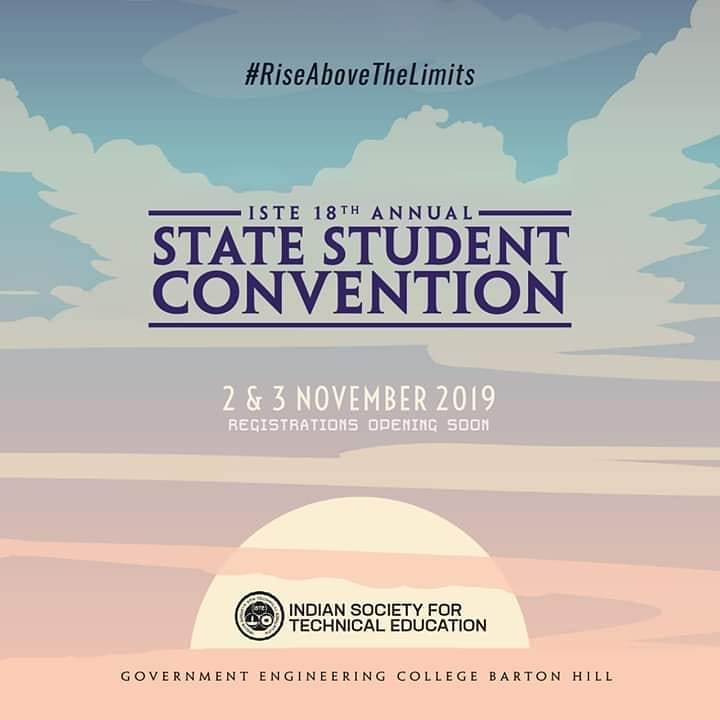 #RiseAboveTheLimits
ISTE 18TH ANNUAL
STATE STUDENT
CONVENTION
2 & 3 NOVEMBER 2019
REGISTRATIONS OPENING SOON
ISTE
INDIAN SOCIETY FOR
TECHNICAL EDUCATION
GOVERNMENT ENGINEERING COLLEGE BARTON HILL